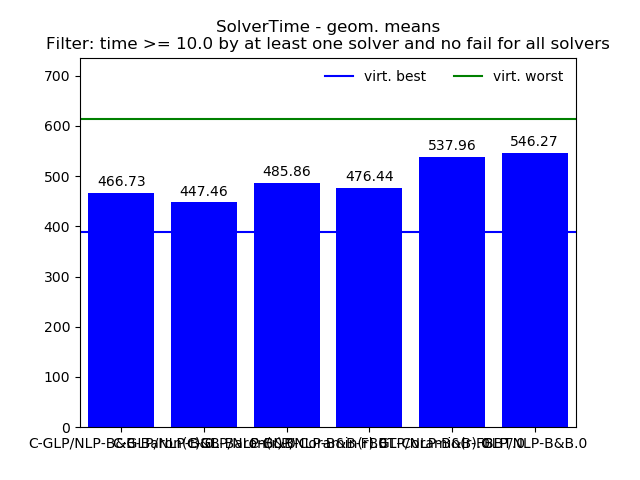 SolverTime - geom. means
Filter: time >= 10.0 by at least one solver and no fail for all solvers
virt. best
virt. worst
700
600
500
400
300
200
100
0
466.73
447.46
485.86
476.44
537.96
546.27
C-GLP/NLP-B&B